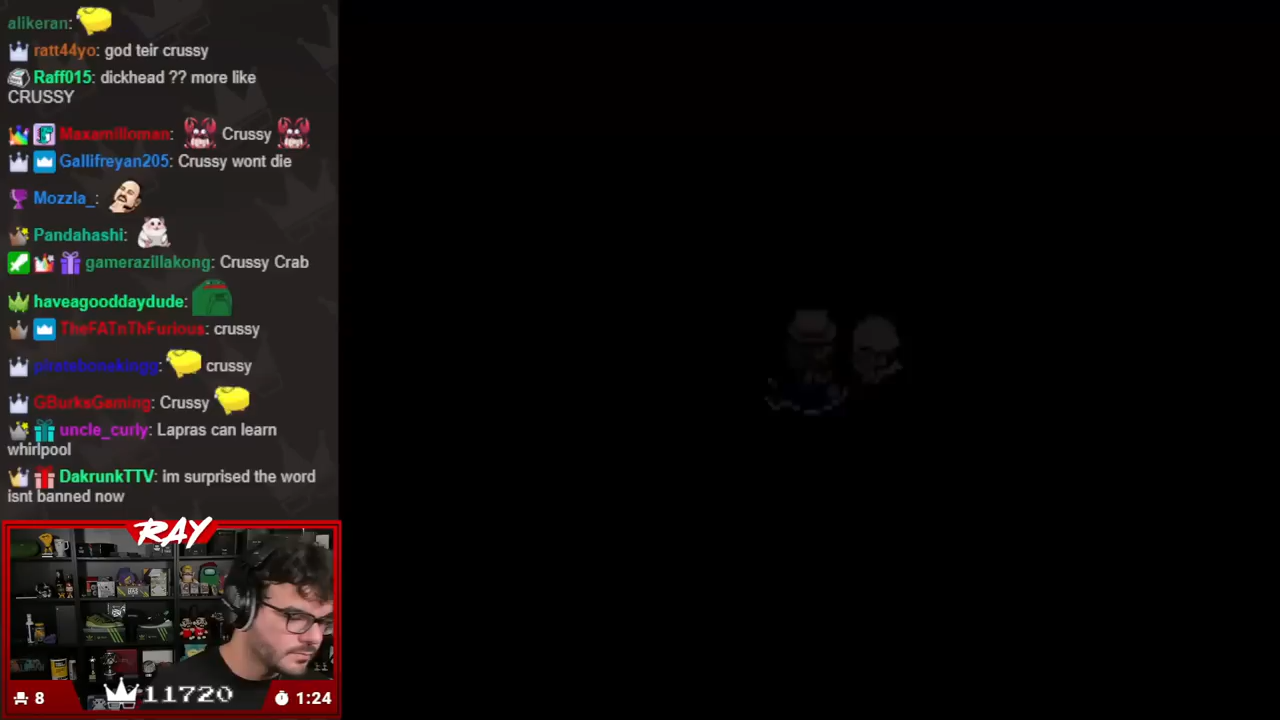 alikeran:
ratt44yo: god teir crussy
Raff015: dickhead ?? more like
CRUSSY
Maxamilloman: Crussy
Gallifreyan205: Crussy wont die
Mozzla_:
Pandahashi:
gamerazillakong: Crussy Crab
haveagooddaydude:
TheFATnThFurious: crussy
piratebonekingg: crussy
GBurksGaming: Crussy
uncle_curly: Lapras can learn
whirlpool
DakrunkTTV: im surprised the word
isnt banned now
RAY
8
11720
1:24